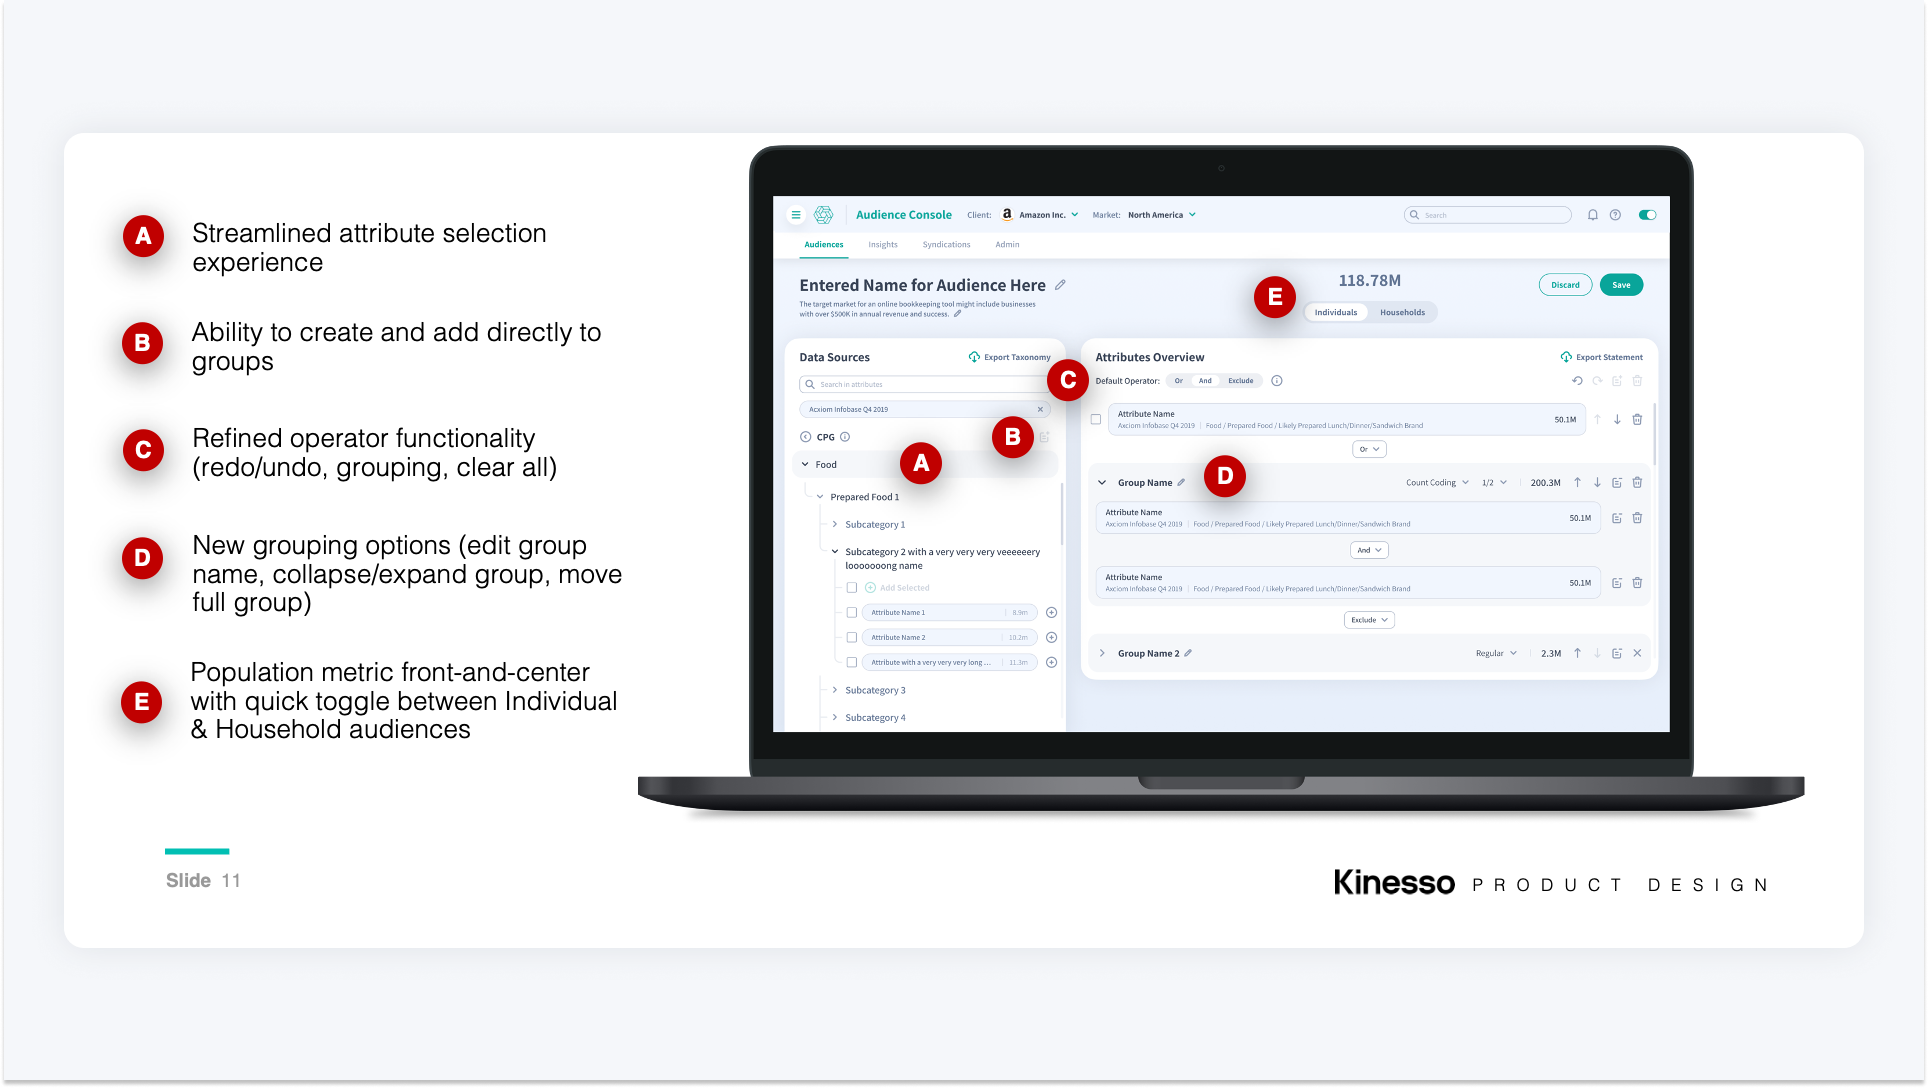 A
Streamlined attribute selection
experience
B
Ability to create and add directly to
groups
C
Refined operator functionality
(redo/undo, grouping, clear all)
D
New grouping options (edit group
name, collapse/expand group, move
full group)
E
Population metric front-and-center
with quick toggle between Individual
& Household audiences
Audience Console Client: a Amazon Inc. Market: North America Search
Audiences Insights Syndications Admin
Entered Name for Audience Here
The target market for an online bookkeeping tool might include businesses
with over $500K in annual revenue and success.
E
118.78M
Individuals Households
Discard Save
Data Sources Export Taxonomy
Search in attributes
Acxiom Infobase Q4 2019
CPG
B
Food
A
Prepared Food 1
Subcategory 1
Subcategory 2 with a very very very veeeeeery
looooooong name
Add Selected
Attribute Name 1 8.9m
Attribute Name 2 10.2m
Attribute with a very very very long ... 11.3m
Subcategory 3
Subcategory 4
C
Attributes Overview Export Statement
Default Operator: Or And Exclude
Attribute Name
Axciom Infobase Q4 2019 Food / Prepared Food / Likely Prepared Lunch/Dinner/Sandwich Brand
50.1M
Or
Group Name
D
Count Coding 1/2 200.3M
Attribute Name
Axciom Infobase Q4 2019 Food / Prepared Food / Likely Prepared Lunch/Dinner/Sandwich Brand
50.1M
And
Attribute Name
Axciom Infobase Q4 2019 Food / Prepared Food / Likely Prepared Lunch/Dinner/Sandwich Brand
50.1M
Exclude
Group Name 2 Regular 2.3M
Slide 11
Kinesso PRODUCT DESIGN